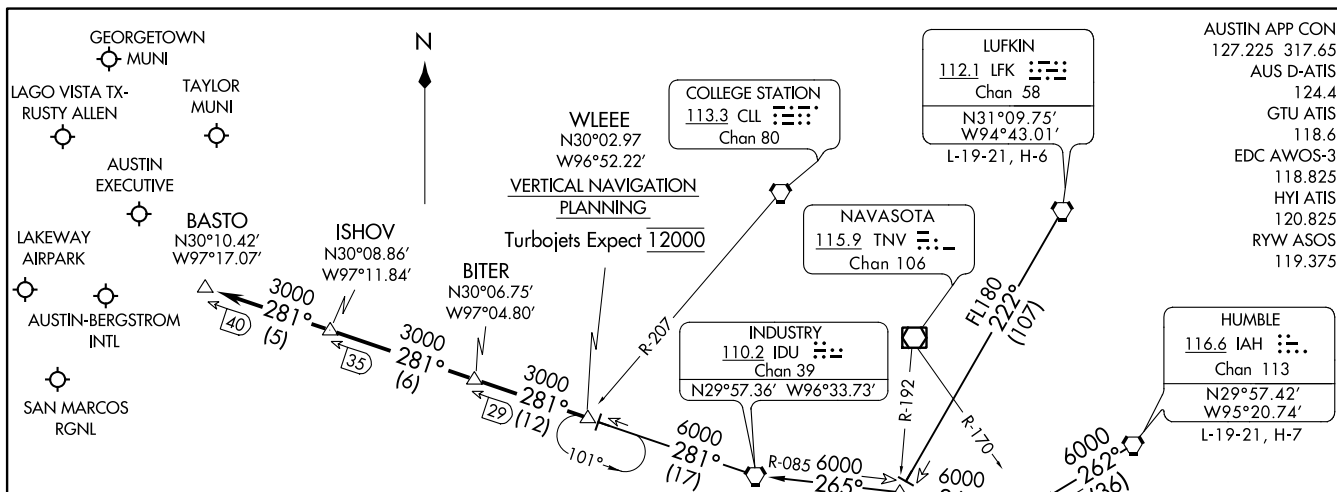 GEORGETOWN
MUNI
LAGO VISTA TX-
RUSTY ALLEN
TAYLOR
MUNI
AUSTIN
EXECUTIVE
LAKEWAY
AIRPARK
AUSTIN-BERGSTROM
INTL
SAN MARCOS
RGNL
N
BASTO
N30°10.42'
W97°17.07'
ISHOV
N30°08.86'
W97°11.84'
BITER
N30°06.75'
W97°04.80'
WLEEE
N30°02.97
W96°52.22'
VERTICAL NAVIGATION
PLANNING
Turbojets Expect 12000
COLLEGE STATION
113.3 CLL
Chan 80
LUFKIN
112.1 LFK
Chan 58
N31°09.75'
W94°43.01'
L-19-21, H-6
NAVASOTA
115.9 TNV
Chan 106
INDUSTRY
110.2 IDU
Chan 39
N29°57.36' W96°33.73'
HUMBLE
116.6 IAH
Chan 113
N29°57.42'
W95°20.74'
L-19-21, H-7
AUSTIN APP CON
127.225 317.65
AUS D-ATIS
124.4
GTU ATIS
118.6
EDC AWOS-3
118.825
HYI ATIS
120.825
RYW ASOS
119.375
3000
281°
(5)
40
3000
281°
(6)
35
3000
281°
(12)
29
101°
6000
281°
(17)
R-207
R-085
6000
265°
R-192
R-170
FL180
222°
(107)
6000
6000
262°
(36)